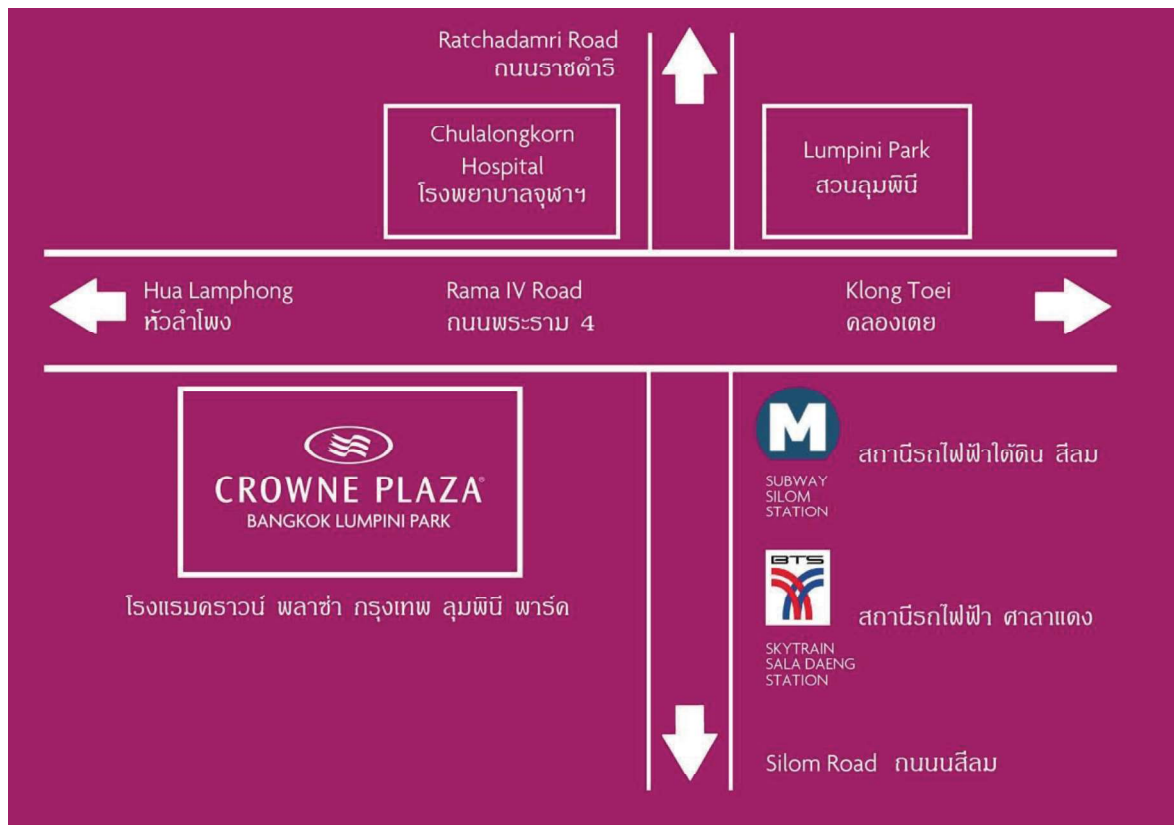 Ratchadamri Road
ถนนราชดำริ
Chulalongkorn
Hospital
โรงพยาบาลจุฬาฯ
Lumpini Park
สวนลุมพินี
Hua Lamphong
หัวลำโพง
Rama IV Road
ถนนพระราม 4
Klong Toei
คลองเตย
CROWNE PLAZA®
BANGKOK LUMPINI PARK
โรงแรมคราวน์ พลาซ่า กรุงเทพ ลุมพินี พาร์ค
M
SUBWAY
SILOM
STATION
สถานีรถไฟฟ้าใต้ดิน สีลม
BTS
SKYTRAIN
SALA DAENG
STATION
สถานีรถไฟฟ้า ศาลาแดง
Silom Road ถนนสีลม